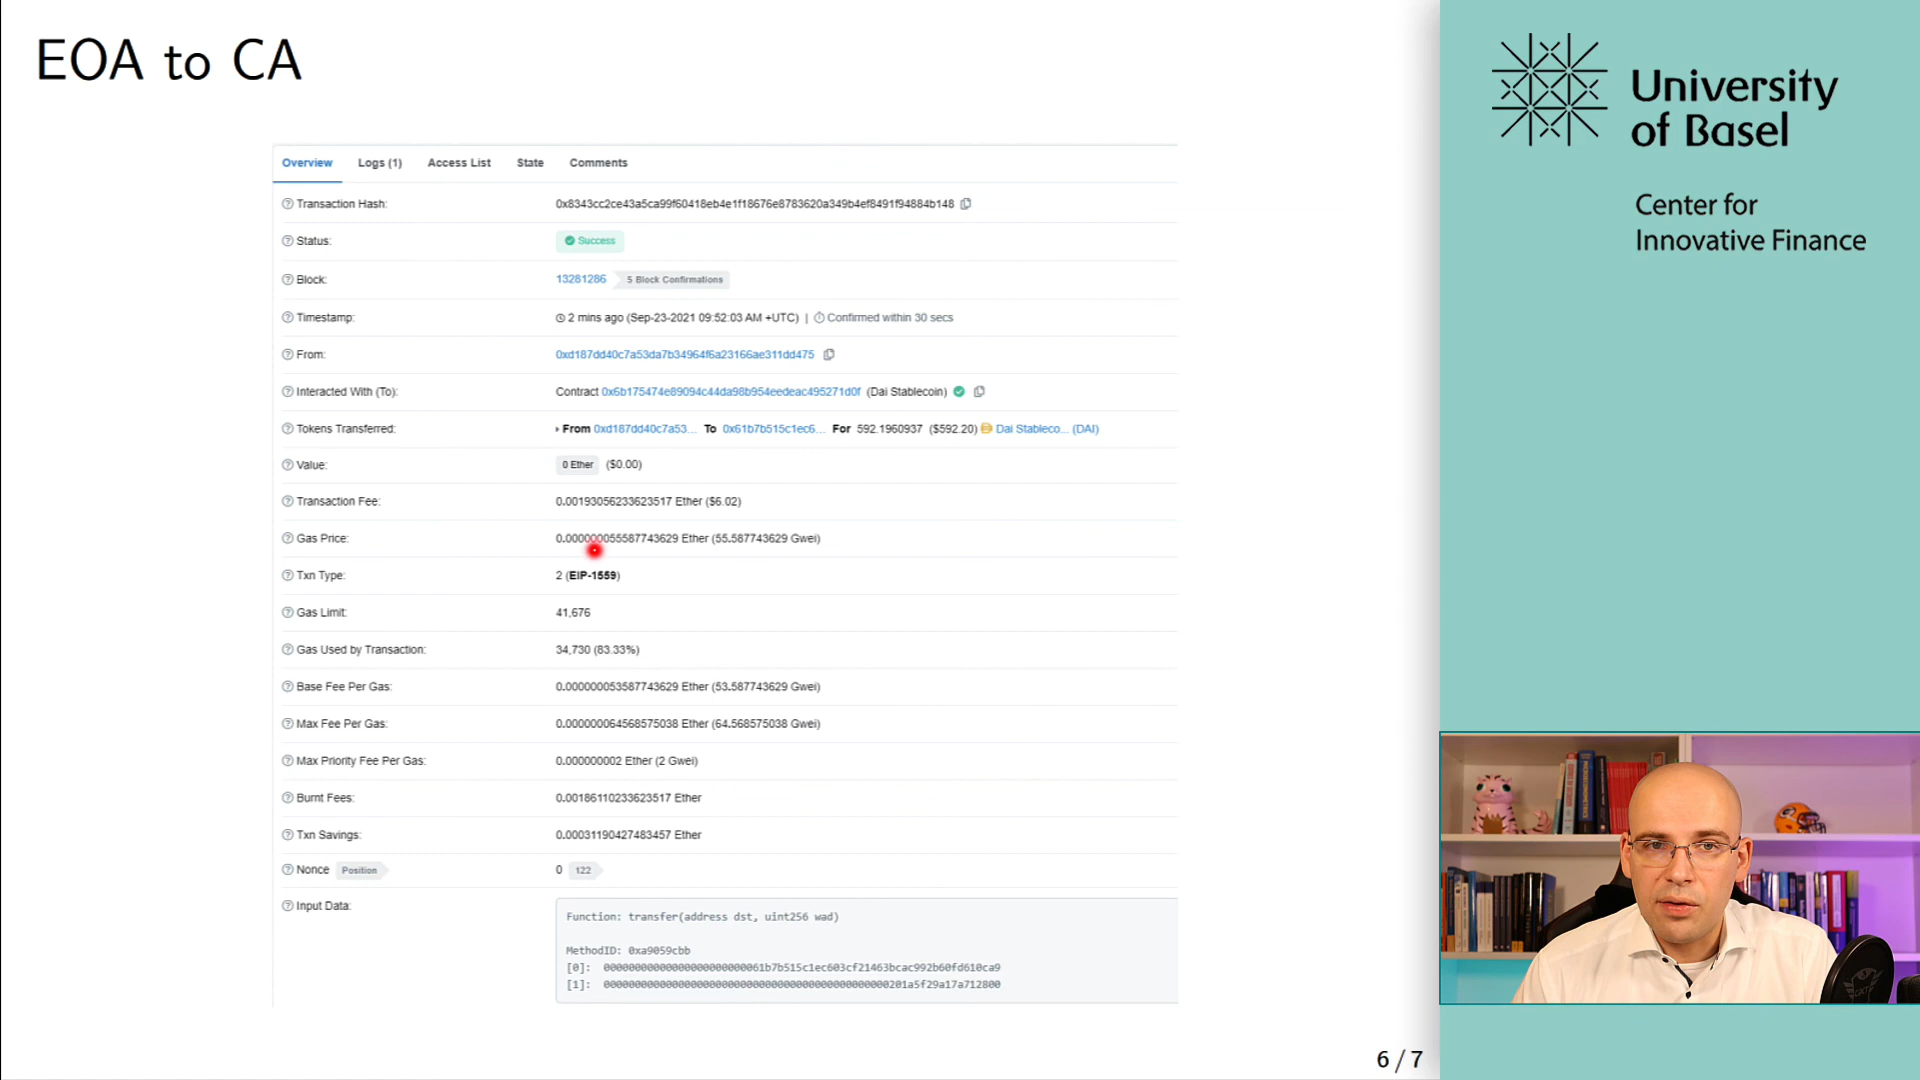 EOA to CA
Overview Logs (1) Access List State Comments
Transaction Hash: 0x8343cc2ce43a5ca99f60418eb4e1f18676e8783620a349b4ef8491f94884b148
Status: Success
Block: 13281286 5 Block Confirmations
Timestamp: 2 mins ago (Sep-23-2021 09:52:03 AM +UTC) | Confirmed within 30 secs
From: 0xd187dd40c7a53da7b34964f6a23166ae311dd475
Interacted With (To): Contract 0x6b175474e89094c44da98b954eedeac495271d0f (Dai Stablecoin)
Tokens Transferred: From 0xd187dd40c7a53... To 0x61b7b515c1ec6... For 592.1960937 ($592.20) Dai Stableco... (DAI)
Value: 0 Ether ($0.00)
Transaction Fee: 0.00193056233623517 Ether ($6.02)
Gas Price: 0.000000055587743629 Ether (55.587743629 Gwei)
Txn Type: 2 (EIP-1559)
Gas Limit: 41,676
Gas Used by Transaction: 34,730 (83.33%)
Base Fee Per Gas: 0.000000053587743629 Ether (53.587743629 Gwei)
Max Fee Per Gas: 0.000000064568575038 Ether (64.568575038 Gwei)
Max Priority Fee Per Gas: 0.000000002 Ether (2 Gwei)
Burnt Fees: 0.00186110233623517 Ether
Txn Savings: 0.00031190427483457 Ether
Nonce Position 0 122
Input Data:
Function: transfer(address dst, uint256 wad)
MethodID: 0xa9059cbb
[0]: 00000000000000000000000061b7b515c1ec603cf21463bcac992b60fd610ca9
[1]: 0000000000000000000000000000000000000000000000201a5f29a17a712800
6 / 7
University
of Basel
Center for
Innovative Finance